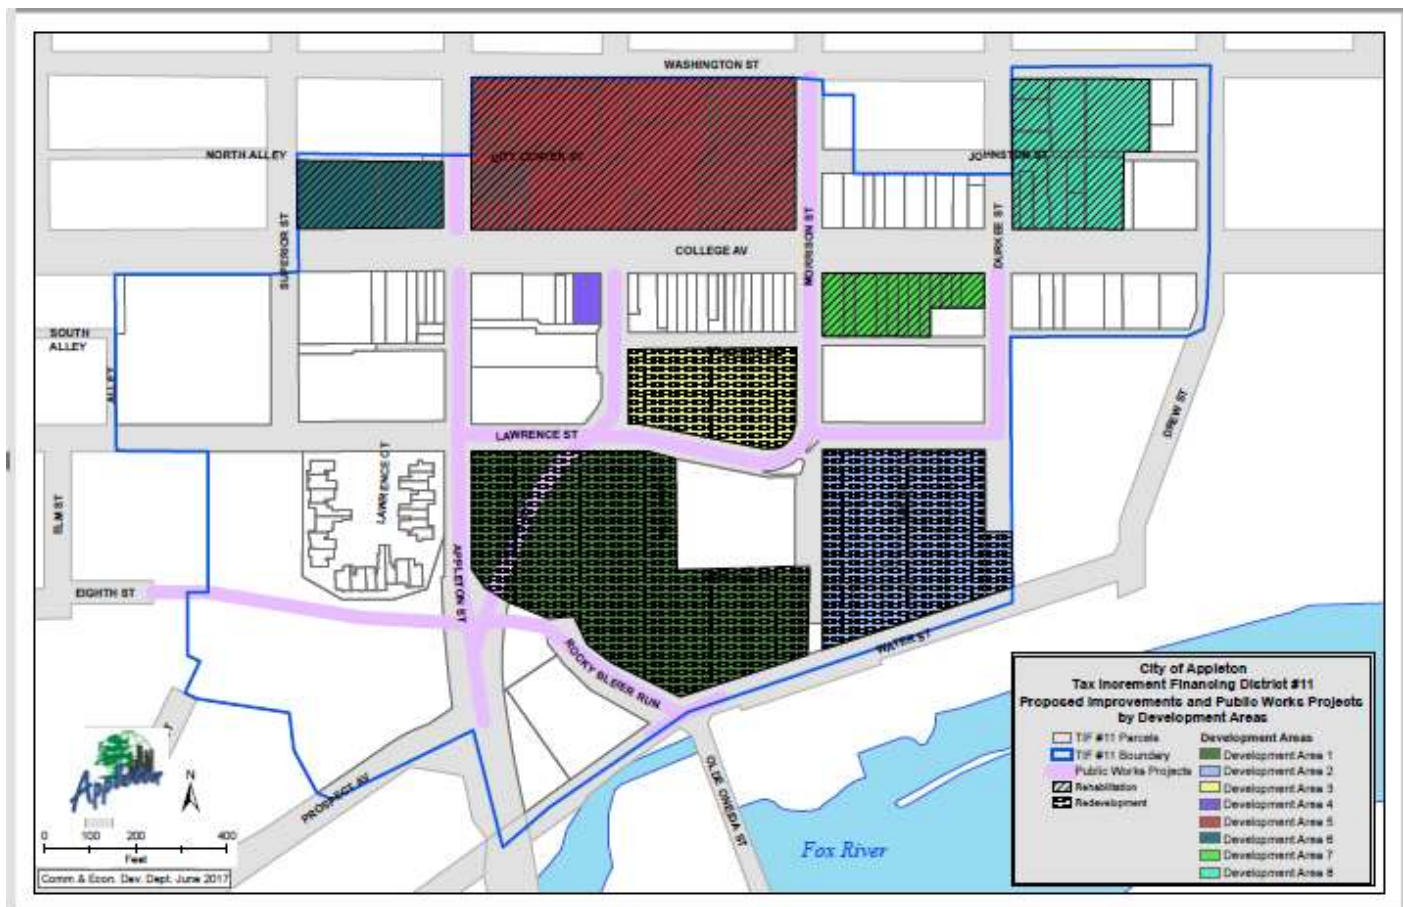 WASHINGTON ST
NORTH ALLEY
CITY CENTER ST
JOHNSTON ST
SUPERIOR ST
MORRISON ST
DURKEE ST
COLLEGE AV
SOUTH
ALLEY
ALLEY
DREW ST
LAWRENCE ST
LAWRENCE CT
ELM ST
APPLETON ST
EIGHTH ST
ROCKY BLEIER RUN
WATER ST
PROSPECT AV
OLDE ONEIDA ST
Fox River
Appleton
N
0 100 200 400
Feet
Comm & Econ. Dev. Dept. June 2017
City of Appleton
Tax Increment Financing District #11
Proposed Improvements and Public Works Projects
by Development Areas
TIF #11 Parcels
TIF #11 Boundary
Public Works Projects
Rehabilitation
Redevelopment
Development Areas
Development Area 1
Development Area 2
Development Area 3
Development Area 4
Development Area 5
Development Area 6
Development Area 7
Development Area 8